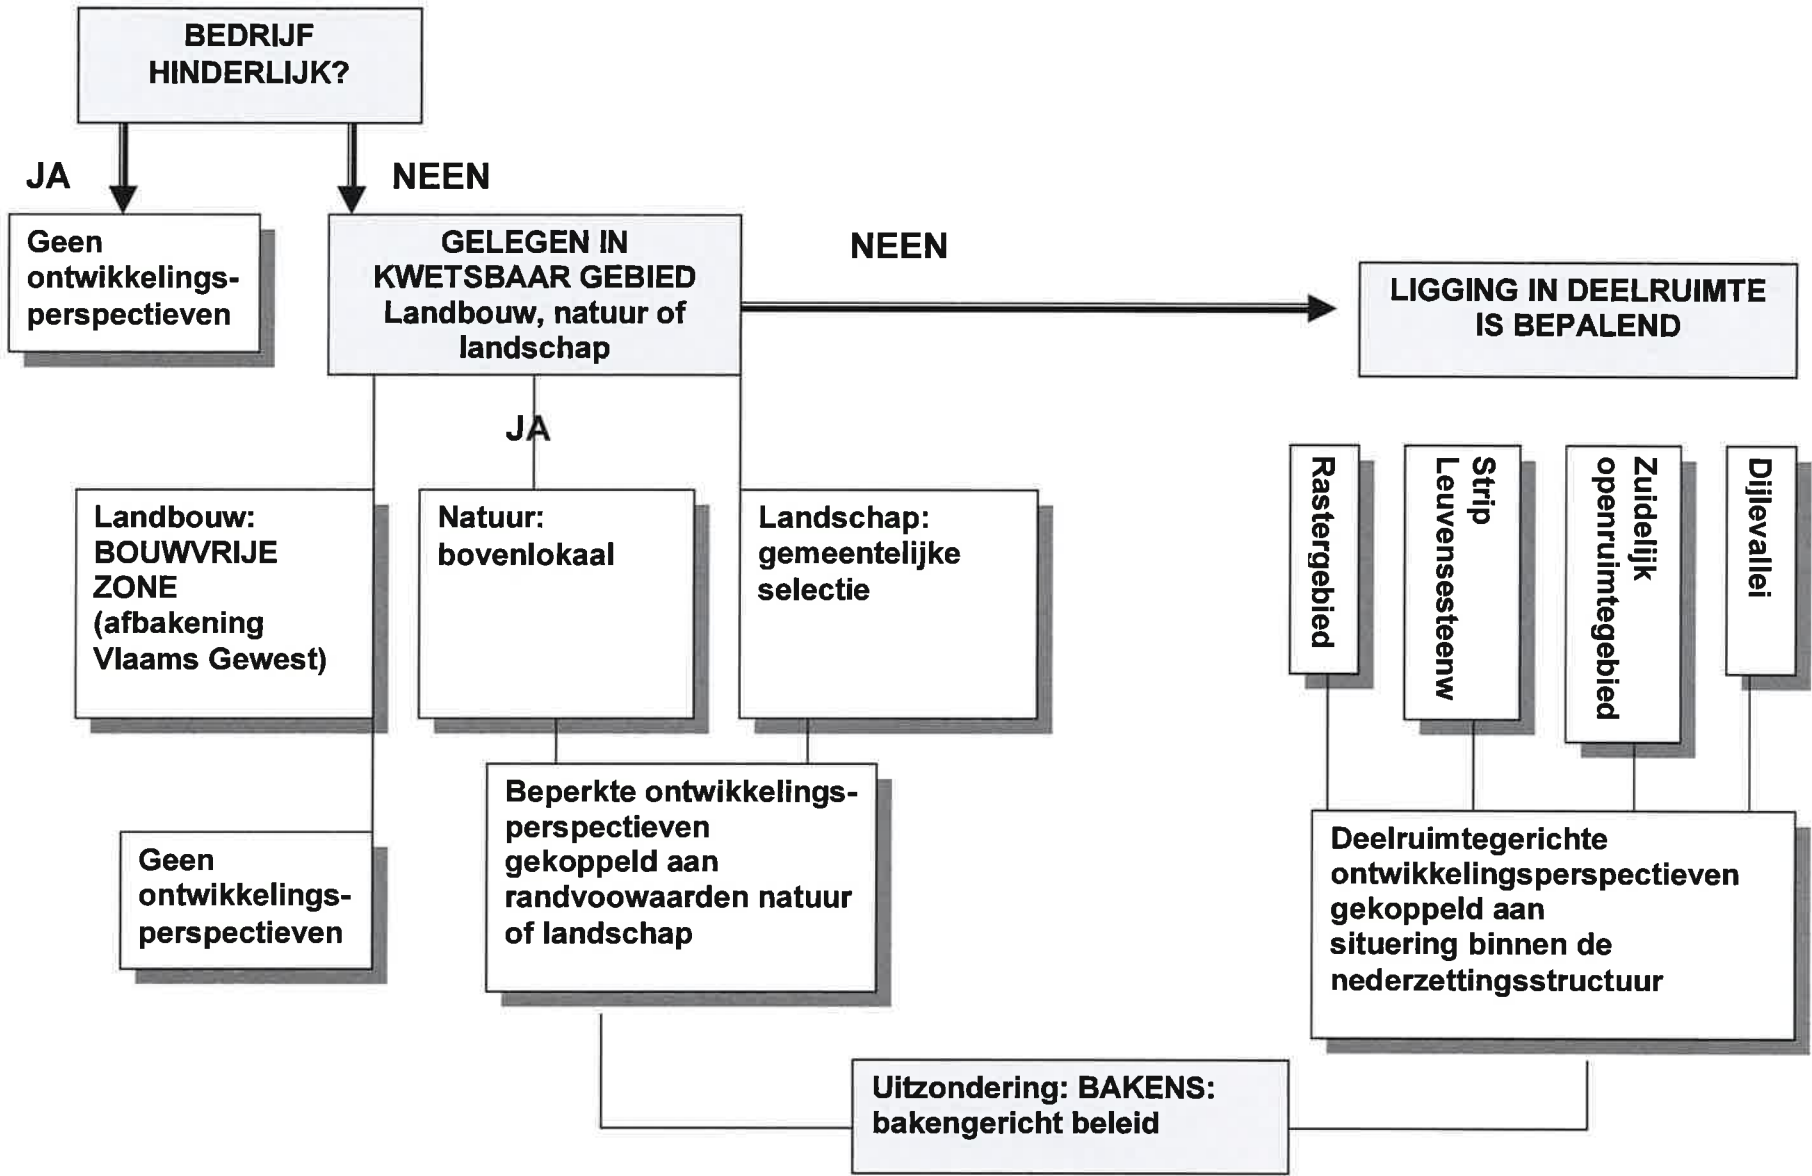 BEDRIJF
HINDERLIJK?
JA
NEEN
Geen
ontwikkelings-
perspectieven
GELEGEN IN
KWETSBAAR GEBIED
Landbouw, natuur of
landschap
NEEN
LIGGING IN DEELRUIMTE
IS BEPALEND
JA
Landbouw:
BOUWVRIJE
ZONE
(afbakening
Vlaams Gewest)
Natuur:
bovenlokaal
Landschap:
gemeentelijke
selectie
Rastergebied
Strip
Leuvensesteenw
Zuidelijk
openruimtegebied
Dijlevallei
Geen
ontwikkelings-
perspectieven
Beperkte ontwikkelings-
perspectieven
gekoppeld aan
randvoowaarden natuur
of landschap
Deelruimtegerichte
ontwikkelingsperspectieven
gekoppeld aan
situering binnen de
nederzettingsstructuur
Uitzondering: BAKENS:
bakengericht beleid